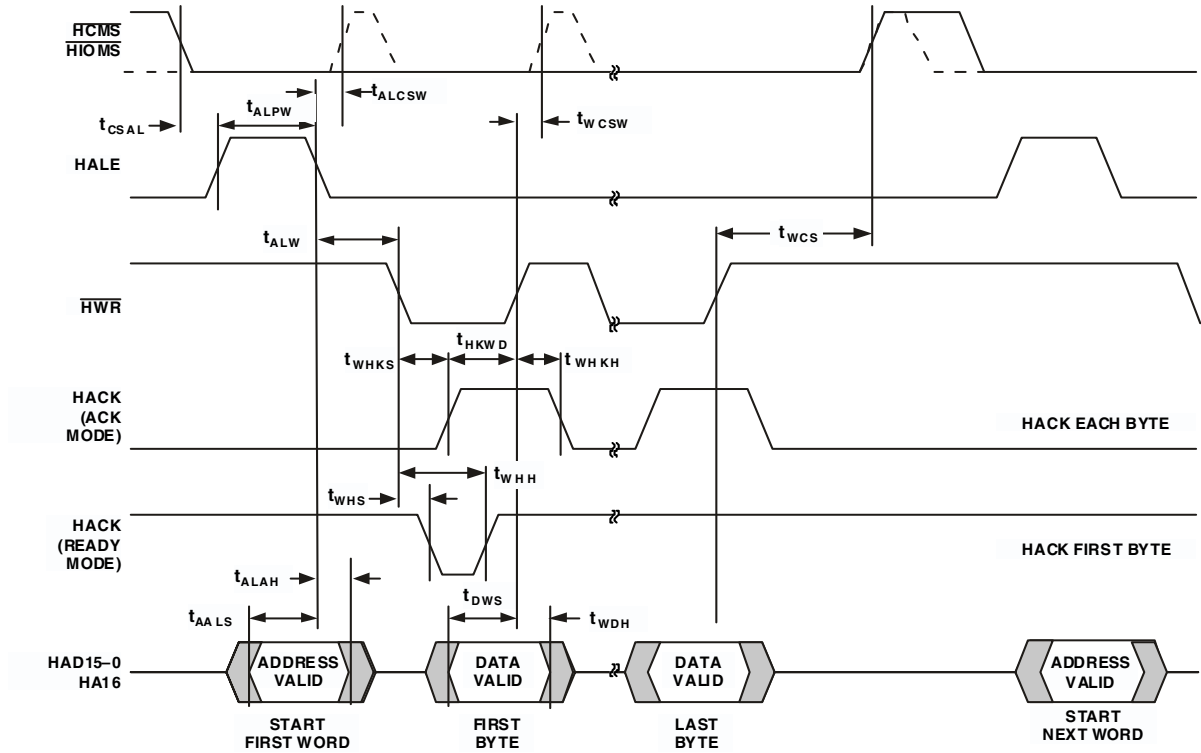 HCMS
HIOMS
tALCSW
tALPW
tCSAL
tWCSW
HALE
tALW
tWCS
HWR
tHKWD
tWHKS
tWHKH
HACK
(ACK
MODE)
HACK EACH BYTE
tWHH
tWHS
HACK
(READY
MODE)
HACK FIRST BYTE
tALAH
tDWS
tAALS
tWDH
HAD15–0
HA16
ADDRESS
VALID
DATA
VALID
DATA
VALID
ADDRESS
VALID
START
FIRST WORD
FIRST
BYTE
LAST
BYTE
START
NEXT WORD